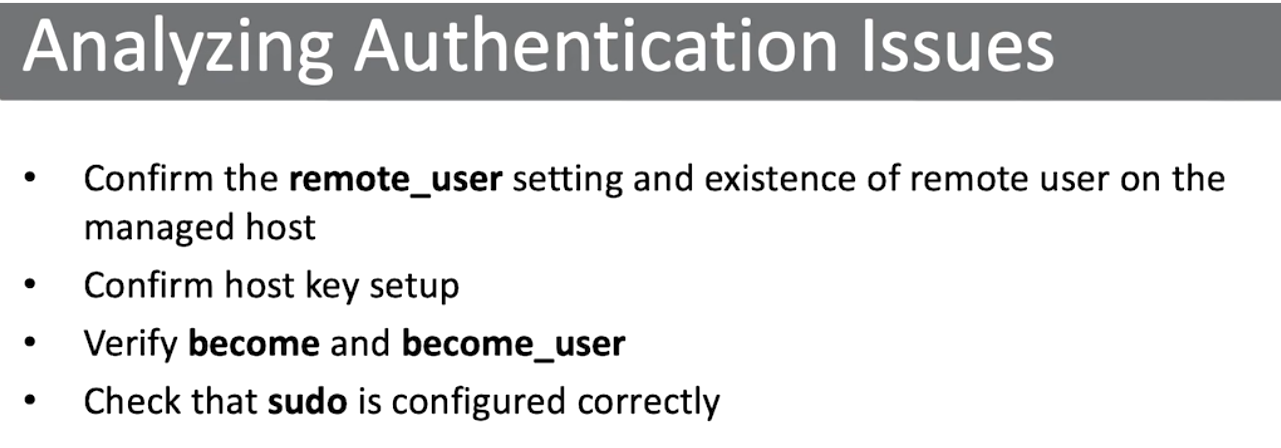 Analyzing Authentication Issues
• Confirm the remote_user setting and existence of remote user on the
managed host
• Confirm host key setup
• Verify become and become_user
• Check that sudo is configured correctly